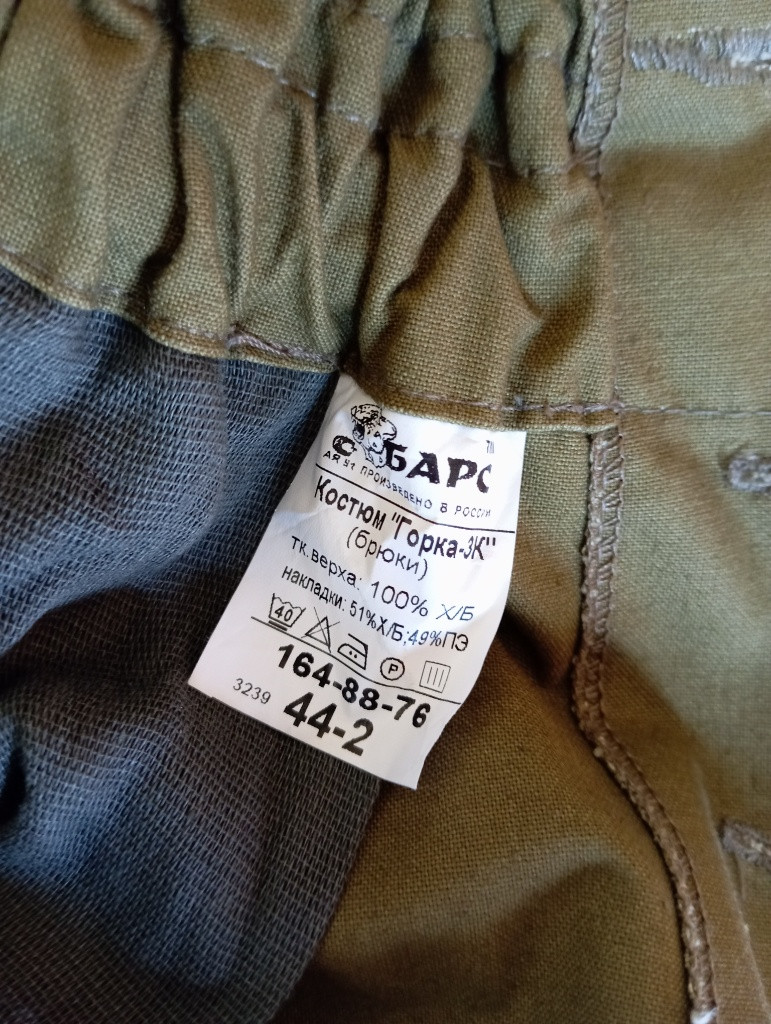 БАРС
ПРОИЗВЕДЕНО В РОССИИ
Костюм "Горка-3К"
(брюки)
тк.верха: 100% Х/Б
накладки: 51%Х/Б;49%ПЭ
40 P
164-88-76
3239 44-2